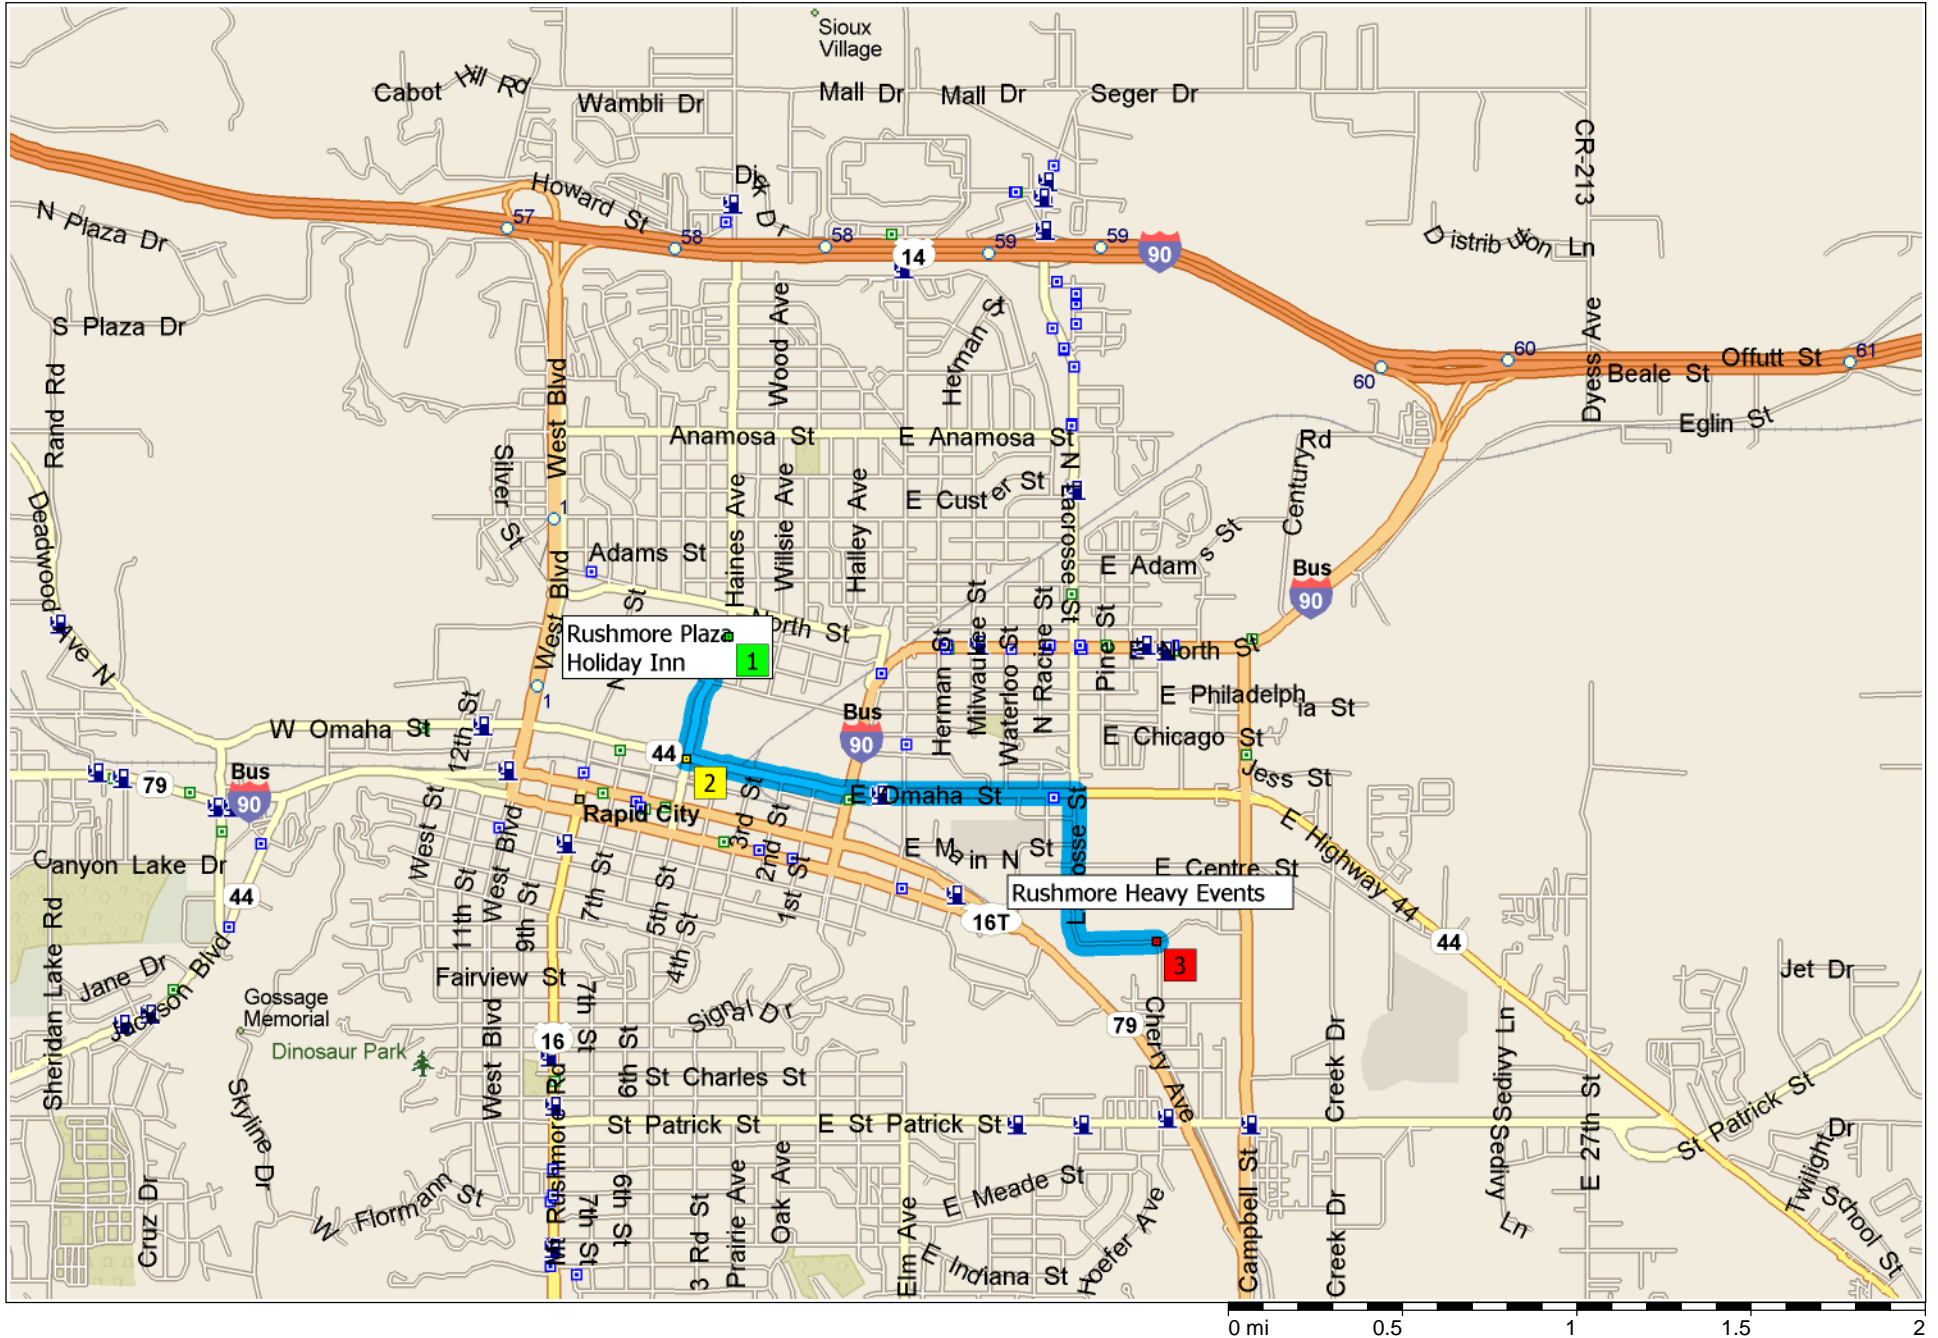 Sioux
Village
Cabot Hill Rd
Wambli Dr
Mall Dr
Mall Dr
Seger Dr
CR-213
Disk Dr
Howard St
N Plaza Dr
57
58
58
59
59
14
90
Distribution Ln
S Plaza Dr
Rand Rd
West Blvd
Wood Ave
Herman St
60
60
61
Dyess Ave
Offutt St
Beale St
Eglin St
Anamosa St
E Anamosa St
N Lacrosse St
Century Rd
Silver St
Deadwood Ave N
Haines Ave
Willsie Ave
Halley Ave
E Custer St
1
Adams St
E Adams St
West Blvd
St
Bus
90
North St
Rushmore Plaza
Holiday Inn
1
West Blvd
1
Herman St
Milwaukee St
Waterloo St
N Racine St
Pine St
E North St
E Philadelphia St
E Chicago St
Jess St
12th St
W Omaha St
44
2
Bus
90
E Omaha St
79
Bus
90
Rapid City
3rd St
2nd St
1st St
West St
West Blvd
Canyon Lake Dr
44
11th St
9th St
7th St
5th St
4th St
E Main N St
E Centre St
E Highway 44
Rushmore Heavy Events
16T
44
3
Sheridan Lake Rd
Jane Dr
Jackson Blvd
Fairview St
Gossage
Memorial
Dinosaur Park
Skyline Dr
West Blvd
16
7th St
6th St
Signal Dr
79
Cherry Ave
Creek Dr
Sedivy Ln
E 27th St
Jet Dr
St Charles St
St Patrick St
E St Patrick St
St Patrick St
Twilight Dr
School St
Mt Rushmore Rd
Cruz Dr
W Flormann St
7th St
6th St
3 Rd St
Prairie Ave
Oak Ave
Elm Ave
E Meade St
E Indiana St
Hoefer Ave
Campbell St
Creek Dr
Sedivy Ln
0 mi 0.5 1 1.5 2